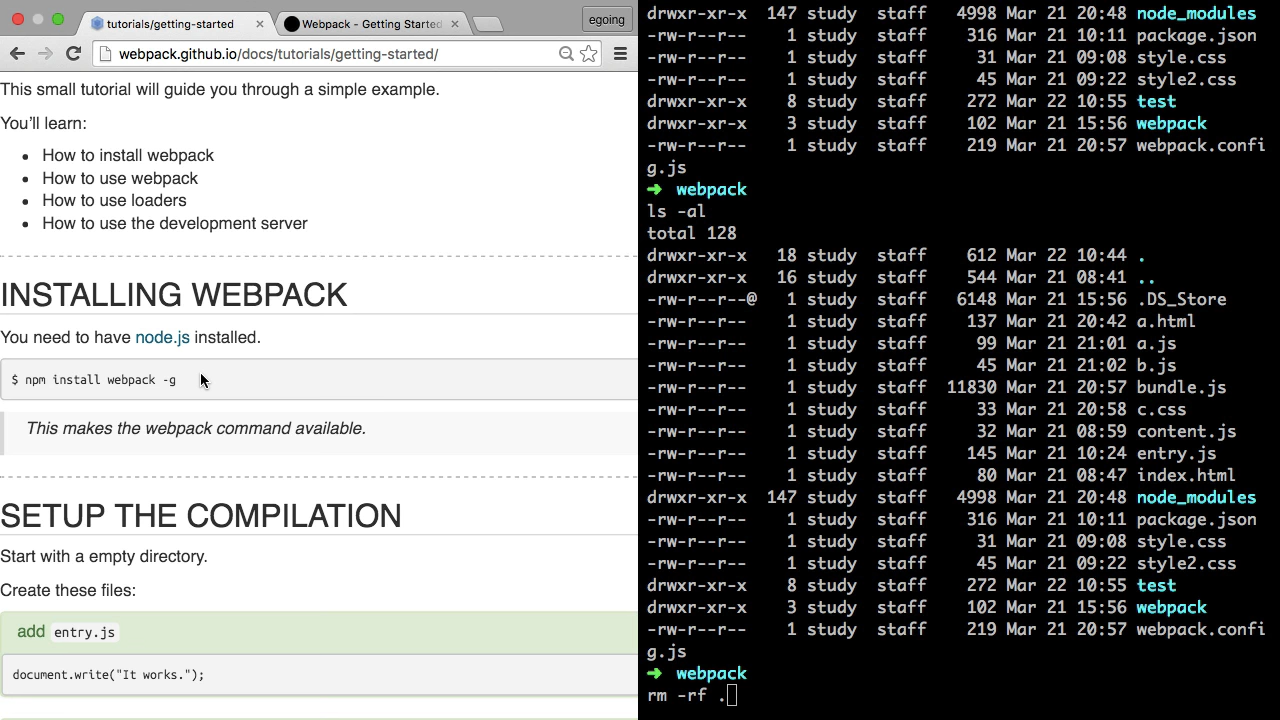 tutorials/getting-started
Webpack - Getting Started
egoing
webpack.github.io/docs/tutorials/getting-started/
This small tutorial will guide you through a simple example.
You’ll learn:
How to install webpack
How to use webpack
How to use loaders
How to use the development server
INSTALLING WEBPACK
You need to have node.js installed.
$ npm install webpack -g
This makes the webpack command available.
SETUP THE COMPILATION
Start with a empty directory.
Create these files:
add entry.js
document.write("It works.");
drwxr-xr-x 147 study staff 4998 Mar 21 20:48 node_modules
-rw-r--r-- 1 study staff 316 Mar 21 10:11 package.json
-rw-r--r-- 1 study staff 31 Mar 21 09:08 style.css
-rw-r--r-- 1 study staff 45 Mar 21 09:22 style2.css
drwxr-xr-x 8 study staff 272 Mar 22 10:55 test
drwxr-xr-x 3 study staff 102 Mar 21 15:56 webpack
-rw-r--r-- 1 study staff 219 Mar 21 20:57 webpack.confi
g.js
➜ webpack
ls -al
total 128
drwxr-xr-x 18 study staff 612 Mar 22 10:44 .
drwxr-xr-x 16 study staff 544 Mar 21 08:41 ..
-rw-r--r--@ 1 study staff 6148 Mar 21 15:56 .DS_Store
-rw-r--r-- 1 study staff 137 Mar 21 20:42 a.html
-rw-r--r-- 1 study staff 99 Mar 21 21:01 a.js
-rw-r--r-- 1 study staff 45 Mar 21 21:02 b.js
-rw-r--r-- 1 study staff 11830 Mar 21 20:57 bundle.js
-rw-r--r-- 1 study staff 33 Mar 21 20:58 c.css
-rw-r--r-- 1 study staff 32 Mar 21 08:59 content.js
-rw-r--r-- 1 study staff 145 Mar 21 10:24 entry.js
-rw-r--r-- 1 study staff 80 Mar 21 08:47 index.html
drwxr-xr-x 147 study staff 4998 Mar 21 20:48 node_modules
-rw-r--r-- 1 study staff 316 Mar 21 10:11 package.json
-rw-r--r-- 1 study staff 31 Mar 21 09:08 style.css
-rw-r--r-- 1 study staff 45 Mar 21 09:22 style2.css
drwxr-xr-x 8 study staff 272 Mar 22 10:55 test
drwxr-xr-x 3 study staff 102 Mar 21 15:56 webpack
-rw-r--r-- 1 study staff 219 Mar 21 20:57 webpack.confi
g.js
➜ webpack
rm -rf .